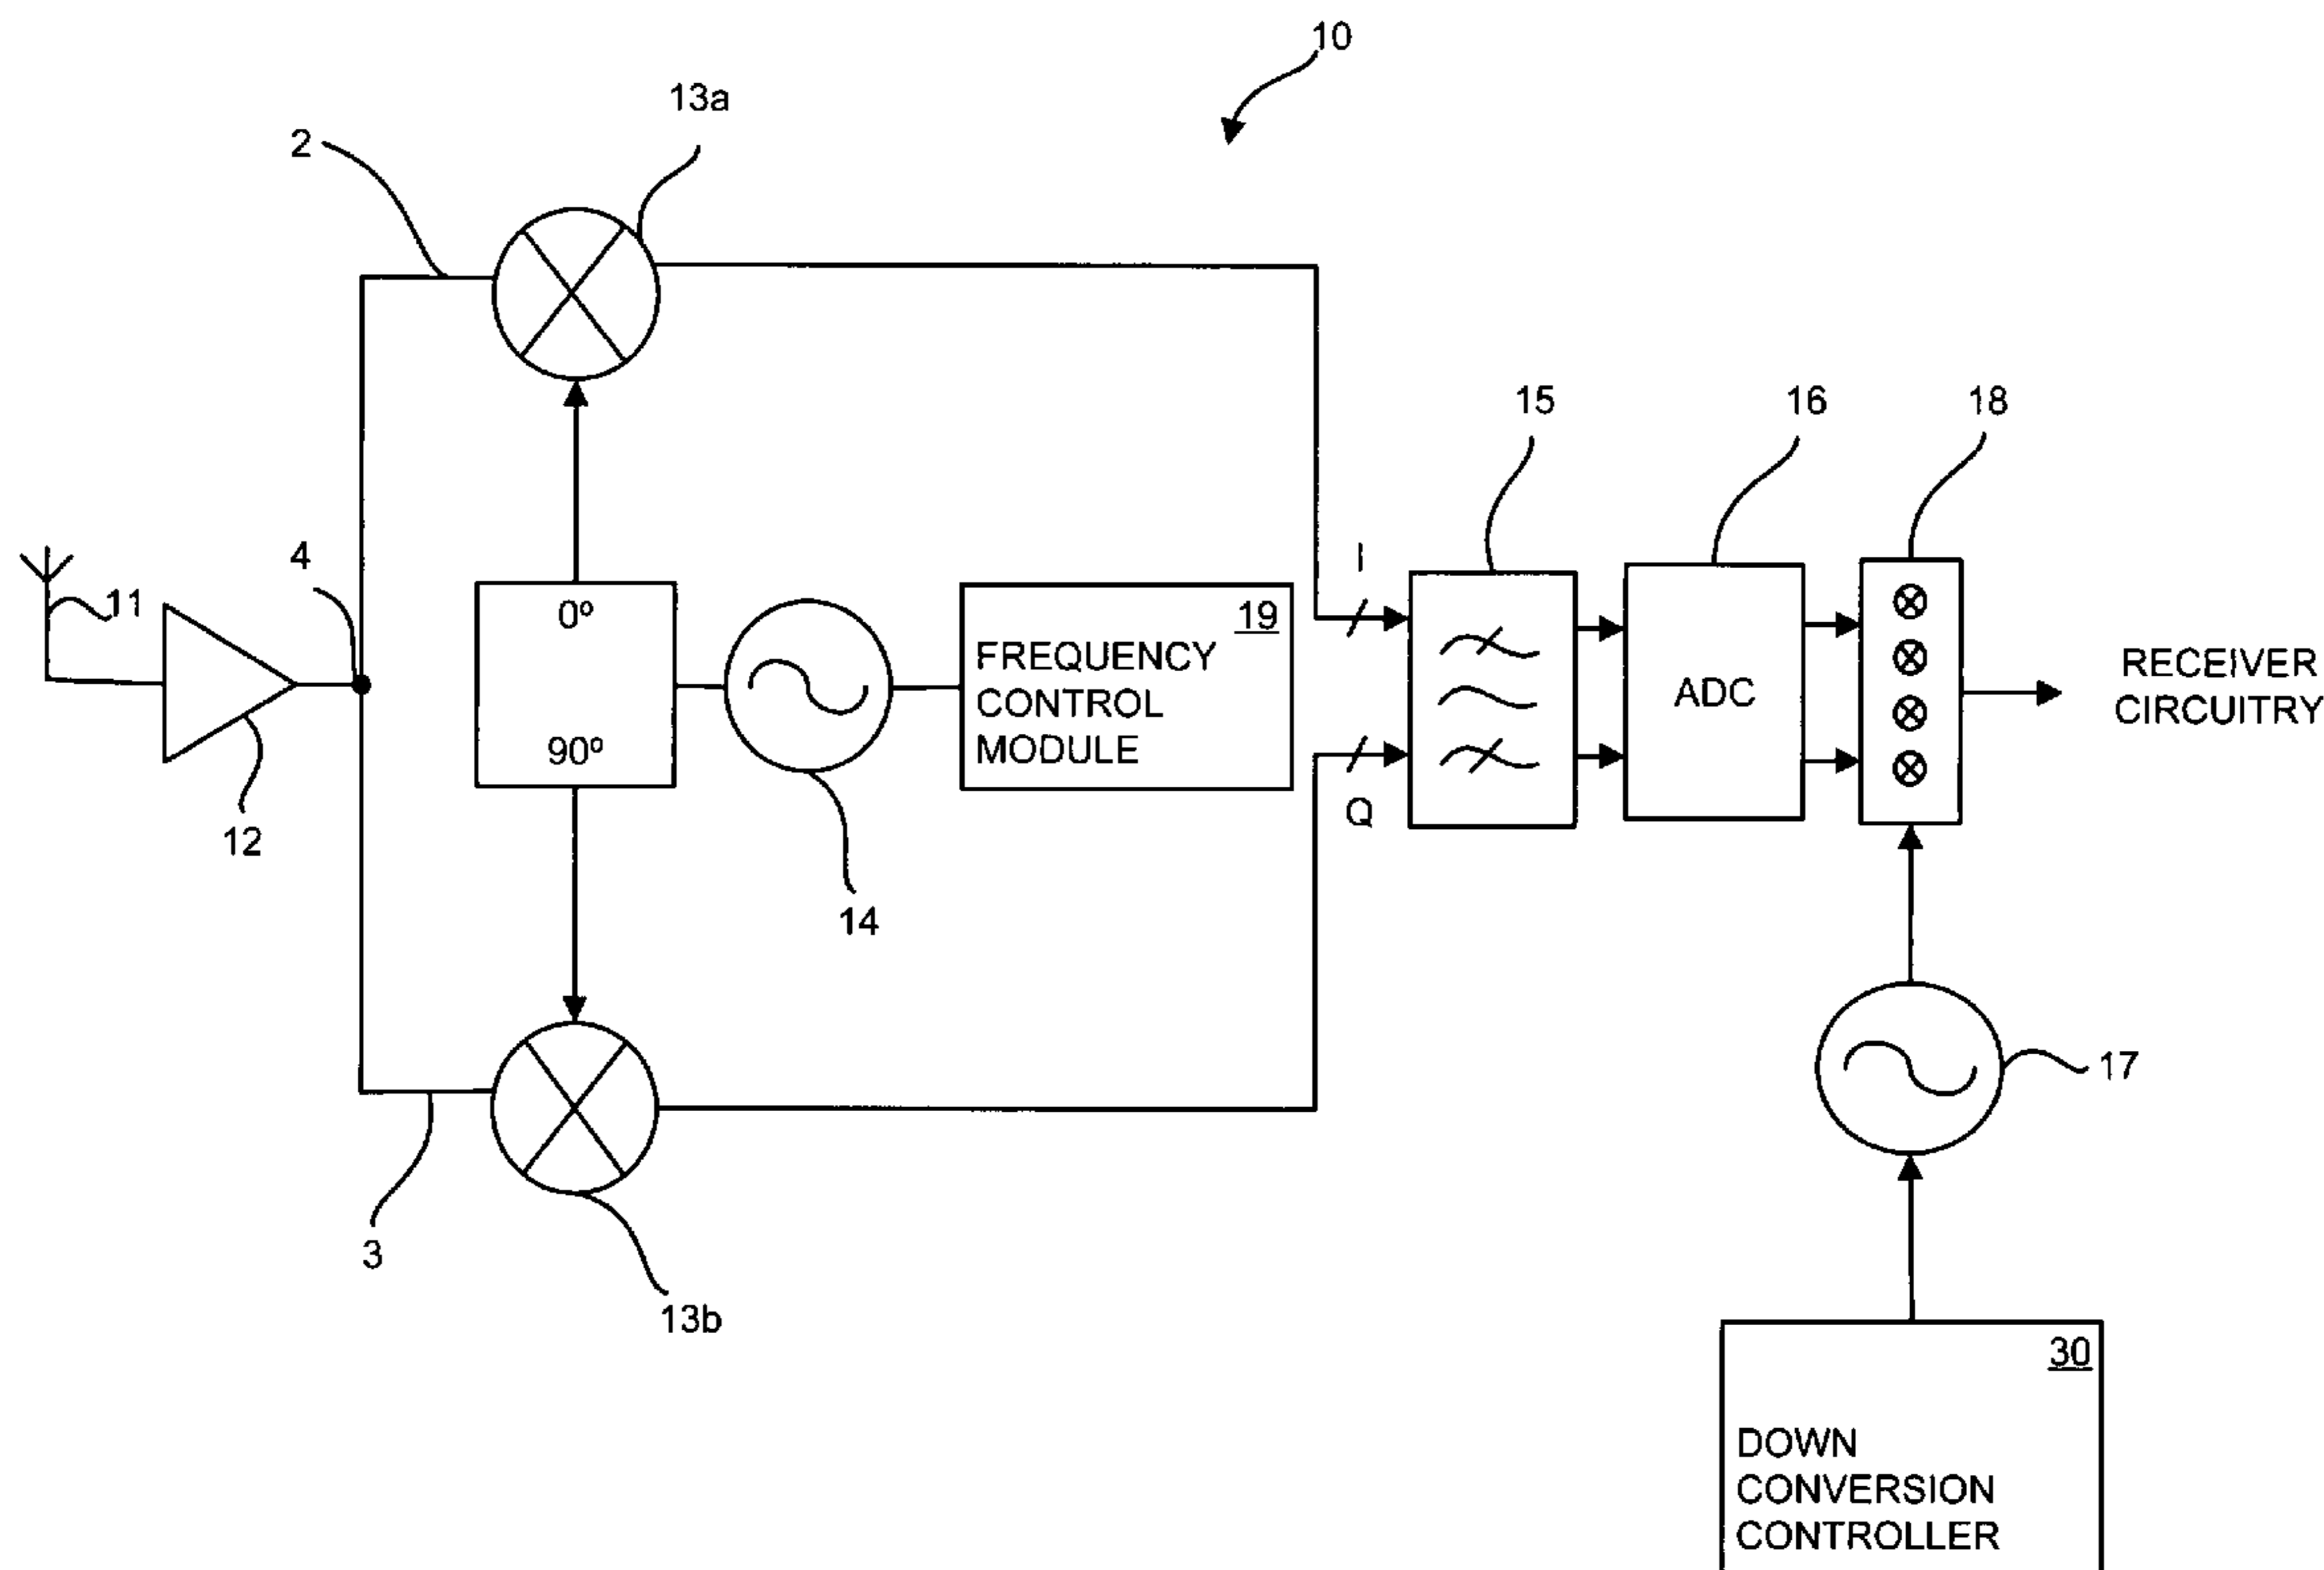 10
13a
2
15
16
18
I
4
11
0º
19
FREQUENCY
CONTROL
MODULE
ADC
RECEIVER
CIRCUITRY
90º
12
Q
14
17
3
13b
30
DOWN
CONVERSION
CONTROLLER